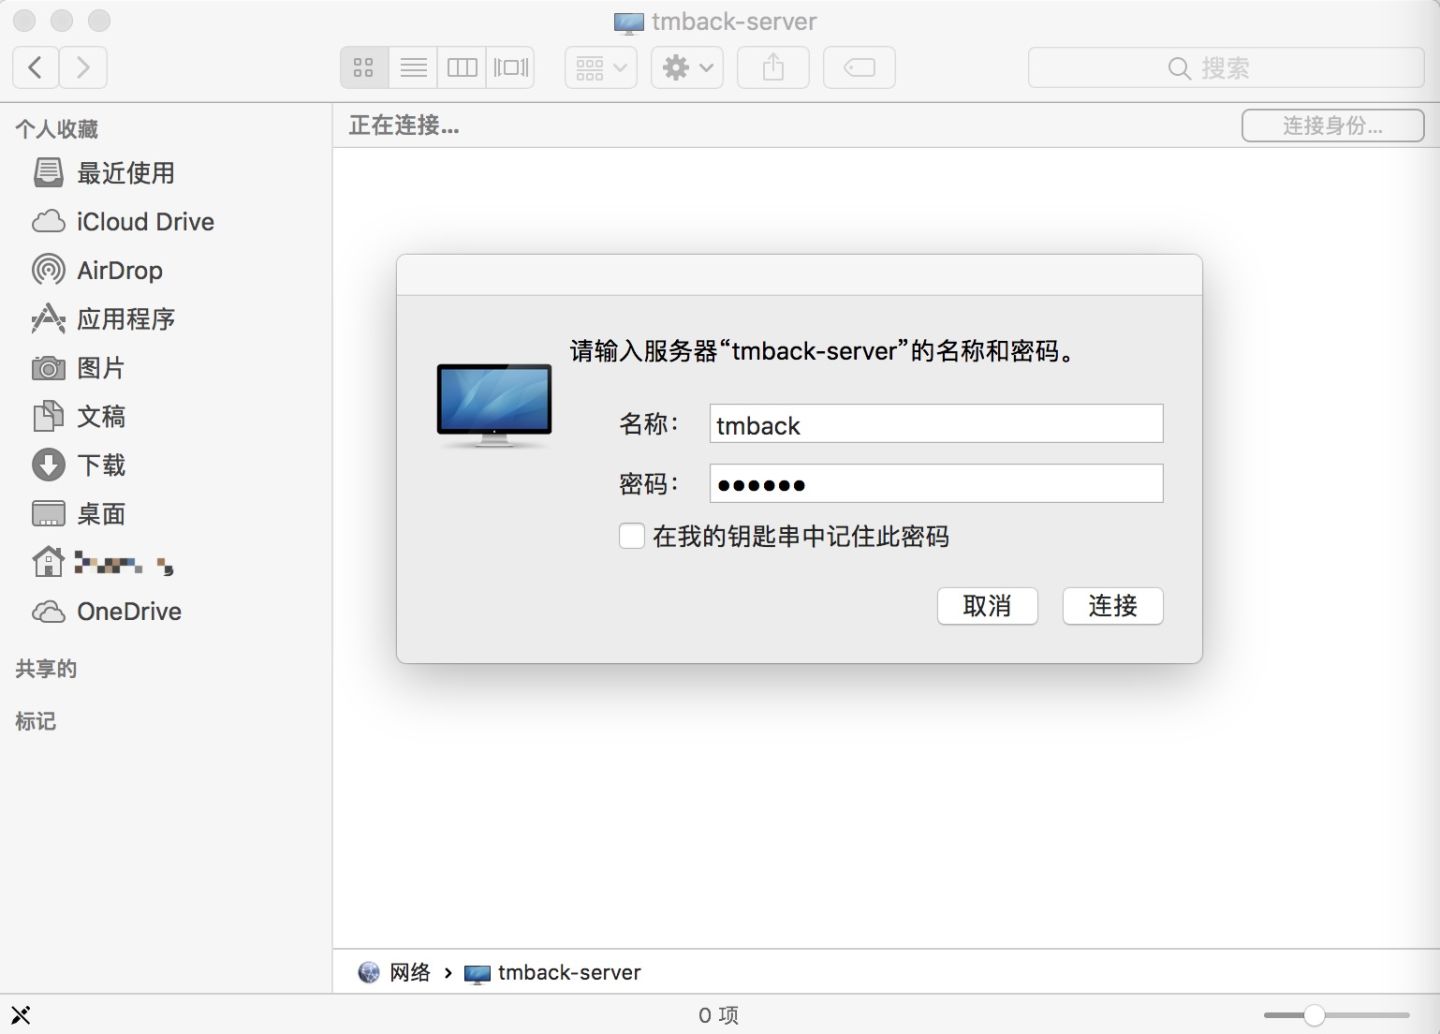 tmback-server
搜索
个人收藏
正在连接...
连接身份...
最近使用
iCloud Drive
AirDrop
应用程序
图片
文稿
下载
桌面
OneDrive
共享的
标记
请输入服务器“tmback-server”的名称和密码。
名称：
tmback
密码：
●●●●●●
在我的钥匙串中记住此密码
取消
连接
网络 › tmback-server
0 项